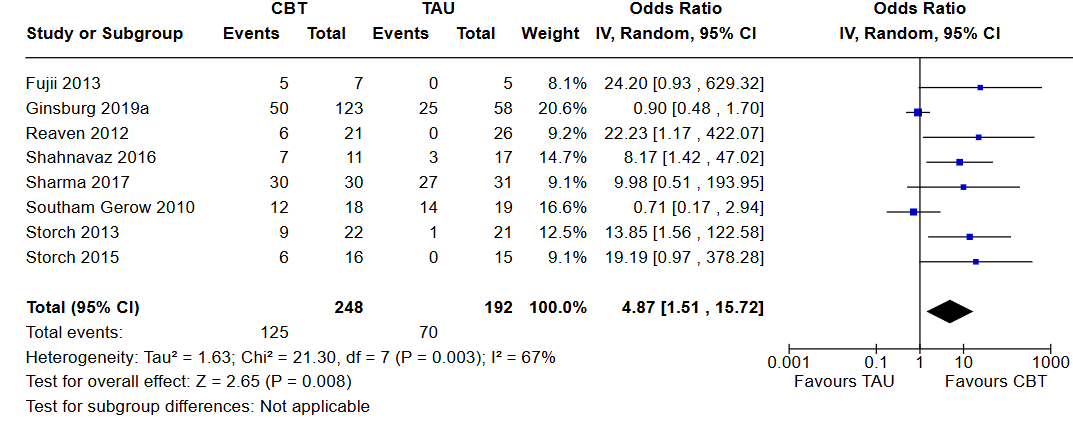 CBT TAU Odds Ratio Odds Ratio
Study or Subgroup Events Total Events Total Weight IV, Random, 95% CI IV, Random, 95% CI
Fujii 2013 5 7 0 5 8.1% 24.20 [0.93 , 629.32]
Ginsburg 2019a 50 123 25 58 20.6% 0.90 [0.48 , 1.70]
Reaven 2012 6 21 0 26 9.2% 22.23 [1.17 , 422.07]
Shahnavaz 2016 7 11 3 17 14.7% 8.17 [1.42 , 47.02]
Sharma 2017 30 30 27 31 9.1% 9.98 [0.51 , 193.95]
Southam Gerow 2010 12 18 14 19 16.6% 0.71 [0.17 , 2.94]
Storch 2013 9 22 1 21 12.5% 13.85 [1.56 , 122.58]
Storch 2015 6 16 0 15 9.1% 19.19 [0.97 , 378.28]
Total (95% CI) 248 192 100.0% 4.87 [1.51 , 15.72]
Total events: 125 70
Heterogeneity: Tau² = 1.63; Chi² = 21.30, df = 7 (P = 0.003); I² = 67%
Test for overall effect: Z = 2.65 (P = 0.008)
Test for subgroup differences: Not applicable
0.001 0.1 1 10 1000
Favours TAU Favours CBT